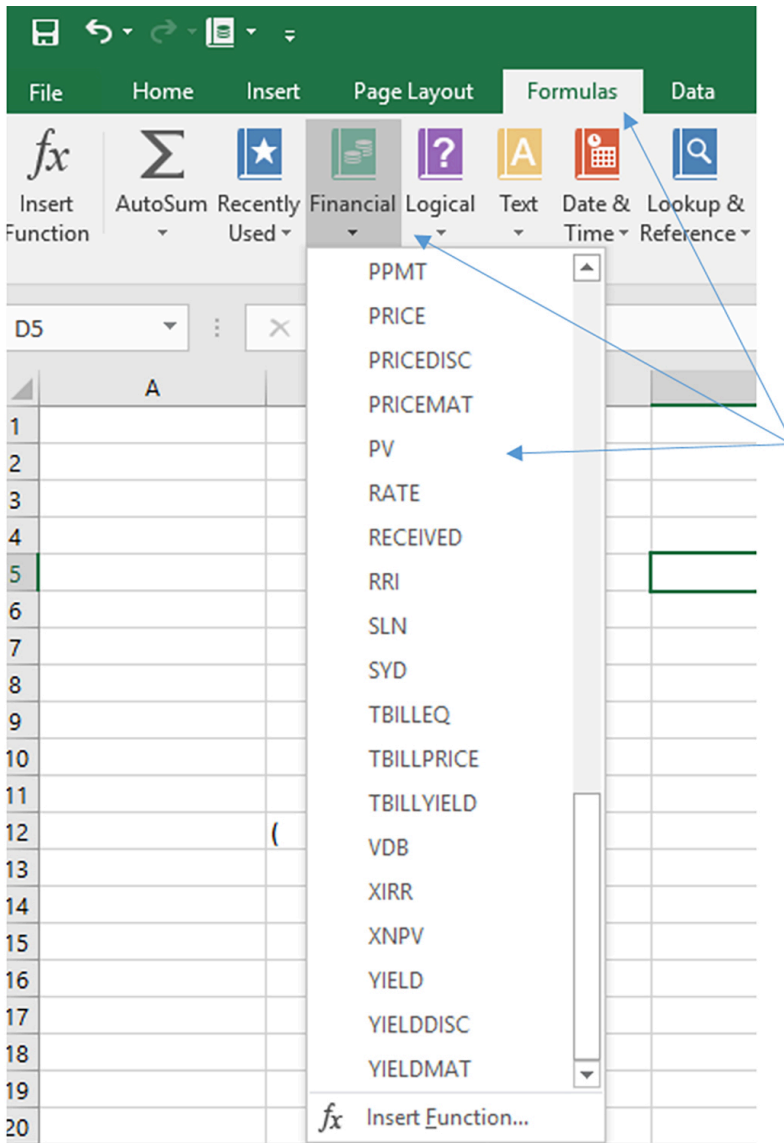 File Home Insert Page Layout Formulas Data
fx Σ ? A
Insert AutoSum Recently Financial Logical Text Date & Lookup &
Function Used Time Reference
D5
A
PPMT
PRICE
PRICEDISC
PRICEMAT
PV
RATE
RECEIVED
RRI
SLN
SYD
TBILLEQ
TBILLPRICE
TBILLYIELD
VDB
XIRR
XNPV
YIELD
YIELDDISC
YIELDMAT
fx Insert Function...
1
2
3
4
5
6
7
8
9
10
11
12 (
13
14
15
16
17
18
19
20